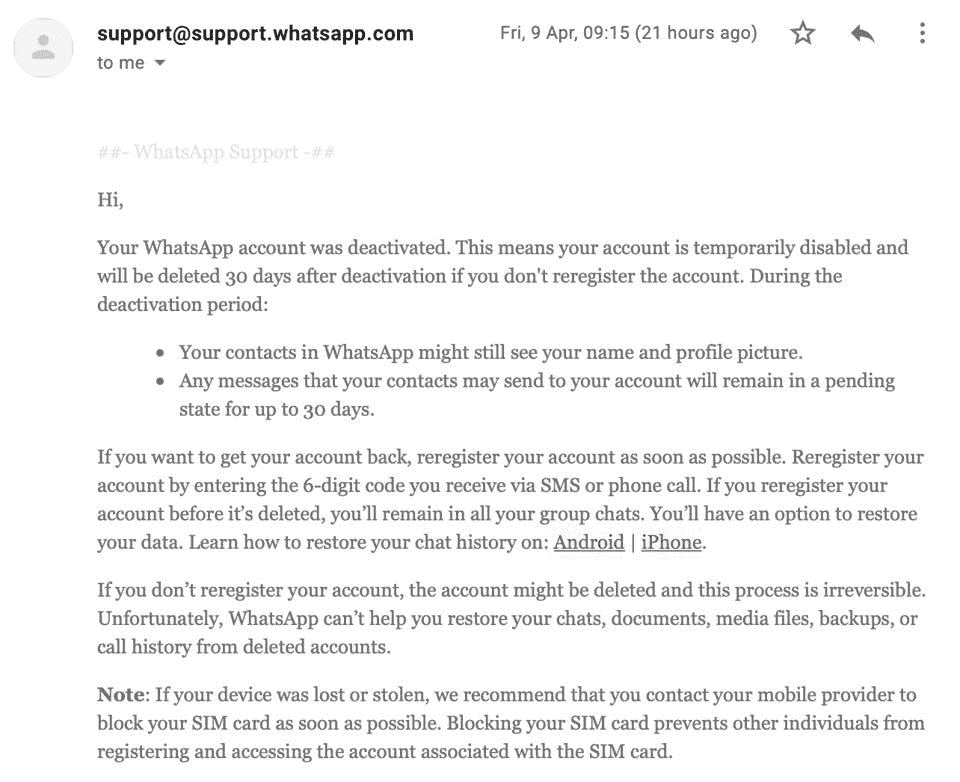 support@support.whatsapp.com
Fri, 9 Apr, 09:15 (21 hours ago)
to me
##- WhatsApp Support -##
Hi,
Your WhatsApp account was deactivated. This means your account is temporarily disabled and
will be deleted 30 days after deactivation if you don't reregister the account. During the
deactivation period:
• Your contacts in WhatsApp might still see your name and profile picture.
• Any messages that your contacts may send to your account will remain in a pending
state for up to 30 days.
If you want to get your account back, reregister your account as soon as possible. Reregister your
account by entering the 6-digit code you receive via SMS or phone call. If you reregister your
account before it’s deleted, you’ll remain in all your group chats. You’ll have an option to restore
your data. Learn how to restore your chat history on: Android | iPhone.
If you don’t reregister your account, the account might be deleted and this process is irreversible.
Unfortunately, WhatsApp can’t help you restore your chats, documents, media files, backups, or
call history from deleted accounts.
Note: If your device was lost or stolen, we recommend that you contact your mobile provider to
block your SIM card as soon as possible. Blocking your SIM card prevents other individuals from
registering and accessing the account associated with the SIM card.